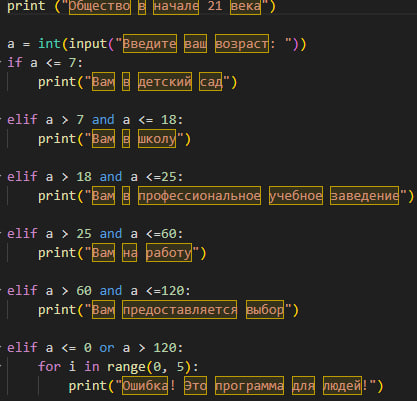 print ("Общество в начале 21 века")
a = int(input("Введите ваш возраст: "))
if a <= 7:
    print("Вам в детский сад")
elif a > 7 and a <= 18:
    print("Вам в школу")
elif a > 18 and a <=25:
    print("Вам в профессиональное учебное заведение")
elif a > 25 and a <=60:
    print("Вам на работу")
elif a > 60 and a <=120:
    print("Вам предоставляется выбор")
elif a <= 0 or a > 120:
    for i in range(0, 5):
        print("Ошибка! Это программа для людей!")